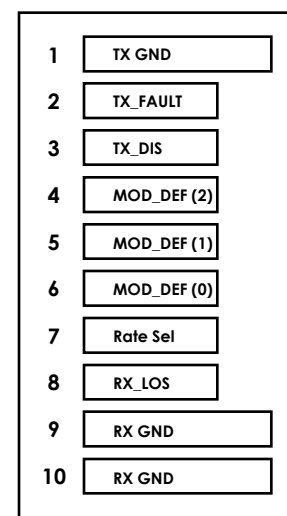 1 TX GND
2 TX_FAULT
3 TX_DIS
4 MOD_DEF (2)
5 MOD_DEF (1)
6 MOD_DEF (0)
7 Rate Sel
8 RX_LOS
9 RX GND
10 RX GND